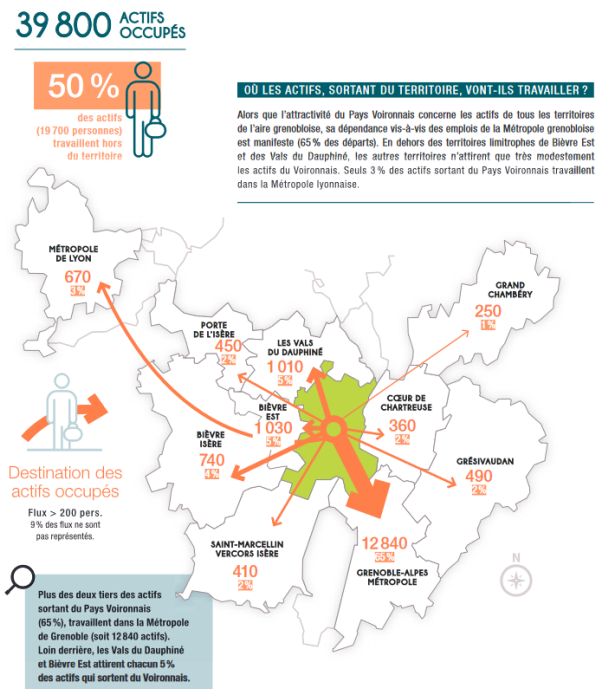 39 800 ACTIFS
OCCUPÉS
50 %
des actifs
(19 700 personnes)
travaillent hors
du territoire
OÙ LES ACTIFS, SORTANT DU TERRITOIRE, VONT-ILS TRAVAILLER ?
Alors que l'attractivité du Pays Voironnais concerne les actifs de tous les territoires
de l'aire grenobloise, sa dépendance vis-à-vis des emplois de la Métropole grenobloise
est manifeste (65 % des départs). En dehors des territoires limitrophes de Bièvre Est
et des Vals du Dauphiné, les autres territoires n'attirent que très modestement
les actifs du Voironnais. Seuls 3 % des actifs sortant du Pays Voironnais travaillent
dans la Métropole lyonnaise.
MÉTROPOLE
DE LYON
670
3 %
GRAND
CHAMBÉRY
250
1 %
PORTE
DE L'ISÈRE
450
2 %
LES VALS
DU DAUPHINÉ
1 010
5 %
BIÈVRE
EST
1 030
5 %
CŒUR DE
CHARTREUSE
360
2 %
BIÈVRE
ISÈRE
740
4 %
GRÉSIVAUDAN
490
2 %
Destination des
actifs occupés
Flux > 200 pers.
9 % des flux ne sont
pas représentés.
SAINT-MARCELLIN
VERCORS ISÈRE
410
2 %
12 840
65 %
GRENOBLE-ALPES
MÉTROPOLE
N
Plus des deux tiers des actifs
sortant du Pays Voironnais
(65 %), travaillent dans la Métropole
de Grenoble (soit 12 840 actifs).
Loin derrière, les Vals du Dauphiné
et Bièvre Est attirent chacun 5 %
des actifs qui sortent du Voironnais.